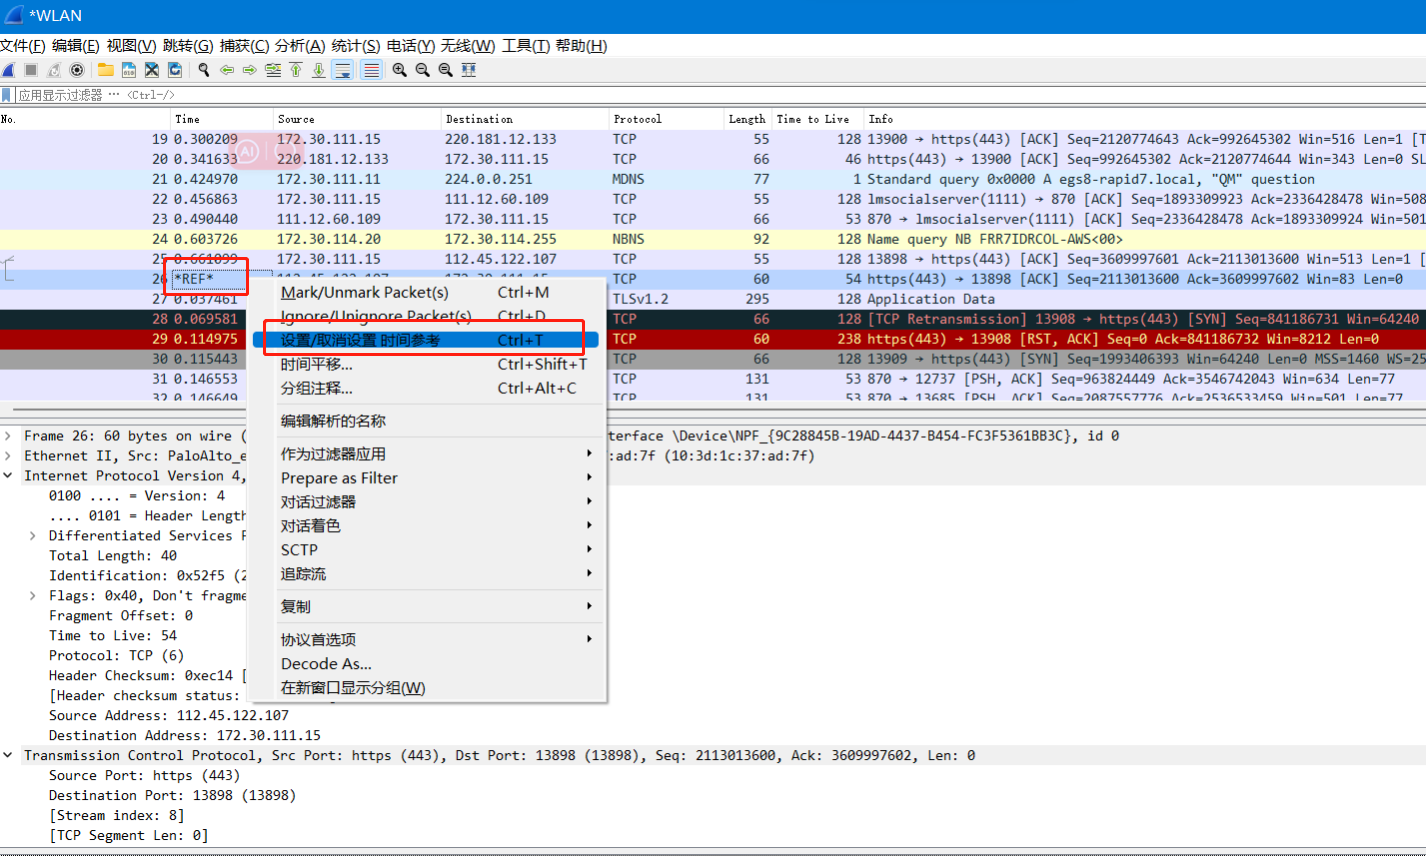 *WLAN
文件(F) 编辑(E) 视图(V) 跳转(G) 捕获(C) 分析(A) 统计(S) 电话(Y) 无线(W) 工具(T) 帮助(H)
应用显示过滤器 … <Ctrl-/>
No. Time Source Destination Protocol Length Time to Live Info
19 0.300209 172.30.111.15 220.181.12.133 TCP 55 128 13900 → https(443) [ACK] Seq=2120774643 Ack=992645302 Win=516 Len=1 [T
20 0.341633 220.181.12.133 172.30.111.15 TCP 66 46 https(443) → 13900 [ACK] Seq=992645302 Ack=2120774644 Win=343 Len=0 SL
21 0.424970 172.30.111.11 224.0.0.251 MDNS 77 1 Standard query 0x0000 A egs8-rapid7.local, "QM" question
22 0.456863 172.30.111.15 111.12.60.109 TCP 55 128 lmsocialserver(1111) → 870 [ACK] Seq=1893309923 Ack=2336428478 Win=508
23 0.490440 111.12.60.109 172.30.111.15 TCP 66 53 870 → lmsocialserver(1111) [ACK] Seq=2336428478 Ack=1893309924 Win=501
24 0.603726 172.30.114.20 172.30.114.255 NBNS 92 128 Name query NB FRR7IDRCOL-AWS<00>
25 0.661099 172.30.111.15 112.45.122.107 TCP 55 128 13898 → https(443) [ACK] Seq=3609997601 Ack=2113013600 Win=513 Len=1 [
26 *REF* 112.45.122.107 172.30.111.15 TCP 60 54 https(443) → 13898 [ACK] Seq=2113013600 Ack=3609997602 Win=83 Len=0
27 0.037461 TLSv1.2 295 128 Application Data
28 0.069581 TCP 66 128 [TCP Retransmission] 13908 → https(443) [SYN] Seq=841186731 Win=64240
29 0.114975 TCP 60 238 https(443) → 13908 [RST, ACK] Seq=0 Ack=841186732 Win=8212 Len=0
30 0.115443 TCP 66 128 13909 → https(443) [SYN] Seq=1993406393 Win=64240 Len=0 MSS=1460 WS=25
31 0.146553 TCP 131 53 870 → 12737 [PSH, ACK] Seq=963824449 Ack=3546742043 Win=634 Len=77
32 0.146649 TCP 131 53 870 → 13685 [PSH, ACK] Seq=2087557776 Ack=2536533459 Win=501 Len=77
Mark/Unmark Packet(s) Ctrl+M
Ignore/Unignore Packet(s) Ctrl+D
设置/取消设置 时间参考 Ctrl+T
时间平移... Ctrl+Shift+T
分组注释... Ctrl+Alt+C
编辑解析的名称
作为过滤器应用
Prepare as Filter
对话过滤器
对话着色
SCTP
追踪流
复制
协议首选项
Decode As...
在新窗口显示分组(W)
Frame 26: 60 bytes on wire ( terface \Device\NPF_{9C28845B-19AD-4437-B454-FC3F5361BB3C}, id 0
Ethernet II, Src: PaloAlto_e :ad:7f (10:3d:1c:37:ad:7f)
Internet Protocol Version 4,
0100 .... = Version: 4
.... 0101 = Header Length
Differentiated Services F
Total Length: 40
Identification: 0x52f5 (2
Flags: 0x40, Don't fragme
Fragment Offset: 0
Time to Live: 54
Protocol: TCP (6)
Header Checksum: 0xec14 [
[Header checksum status:
Source Address: 112.45.122.107
Destination Address: 172.30.111.15
Transmission Control Protocol, Src Port: https (443), Dst Port: 13898 (13898), Seq: 2113013600, Ack: 3609997602, Len: 0
Source Port: https (443)
Destination Port: 13898 (13898)
[Stream index: 8]
[TCP Segment Len: 0]